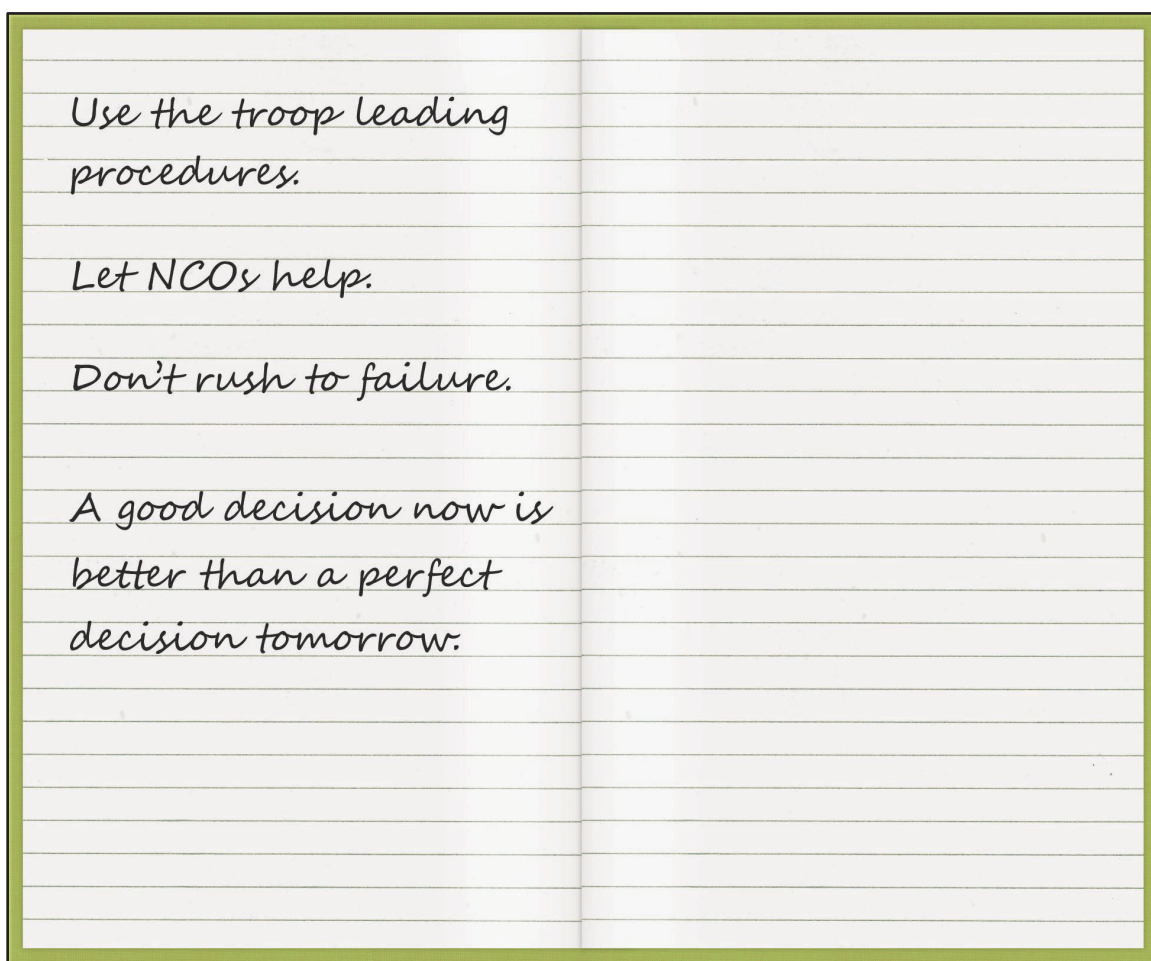 Use the troop leading
procedures.
Let NCOs help.
Don't rush to failure.
A good decision now is
better than a perfect
decision tomorrow.